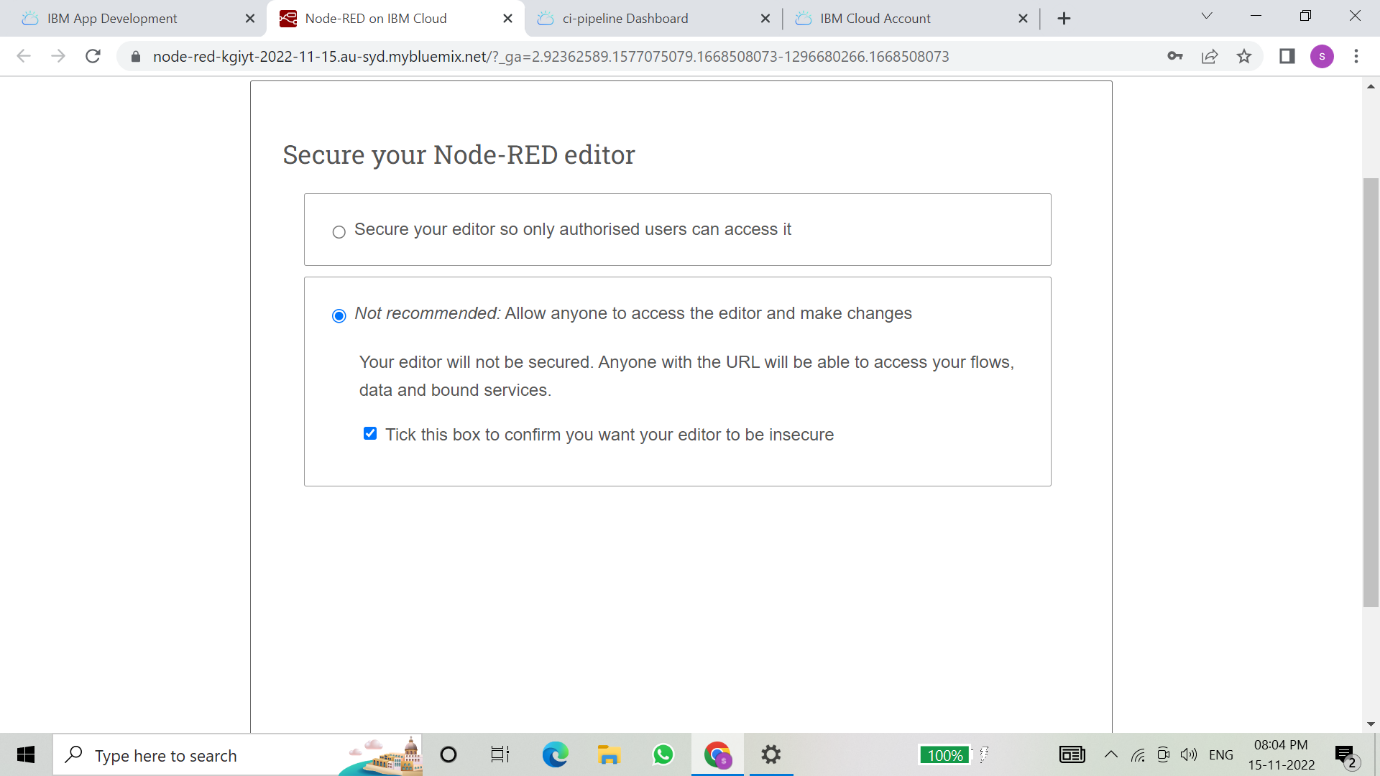 IBM App Development
Node-RED on IBM Cloud
ci-pipeline Dashboard
IBM Cloud Account
node-red-kgiyt-2022-11-15.au-syd.mybluemix.net/?_ga=2.92362589.1577075079.1668508073-1296680266.1668508073
s
Secure your Node-RED editor
Secure your editor so only authorised users can access it
Not recommended: Allow anyone to access the editor and make changes
Your editor will not be secured. Anyone with the URL will be able to access your flows,
data and bound services.
Tick this box to confirm you want your editor to be insecure
Type here to search
s
100%
ENG
08:04 PM
15-11-2022
2